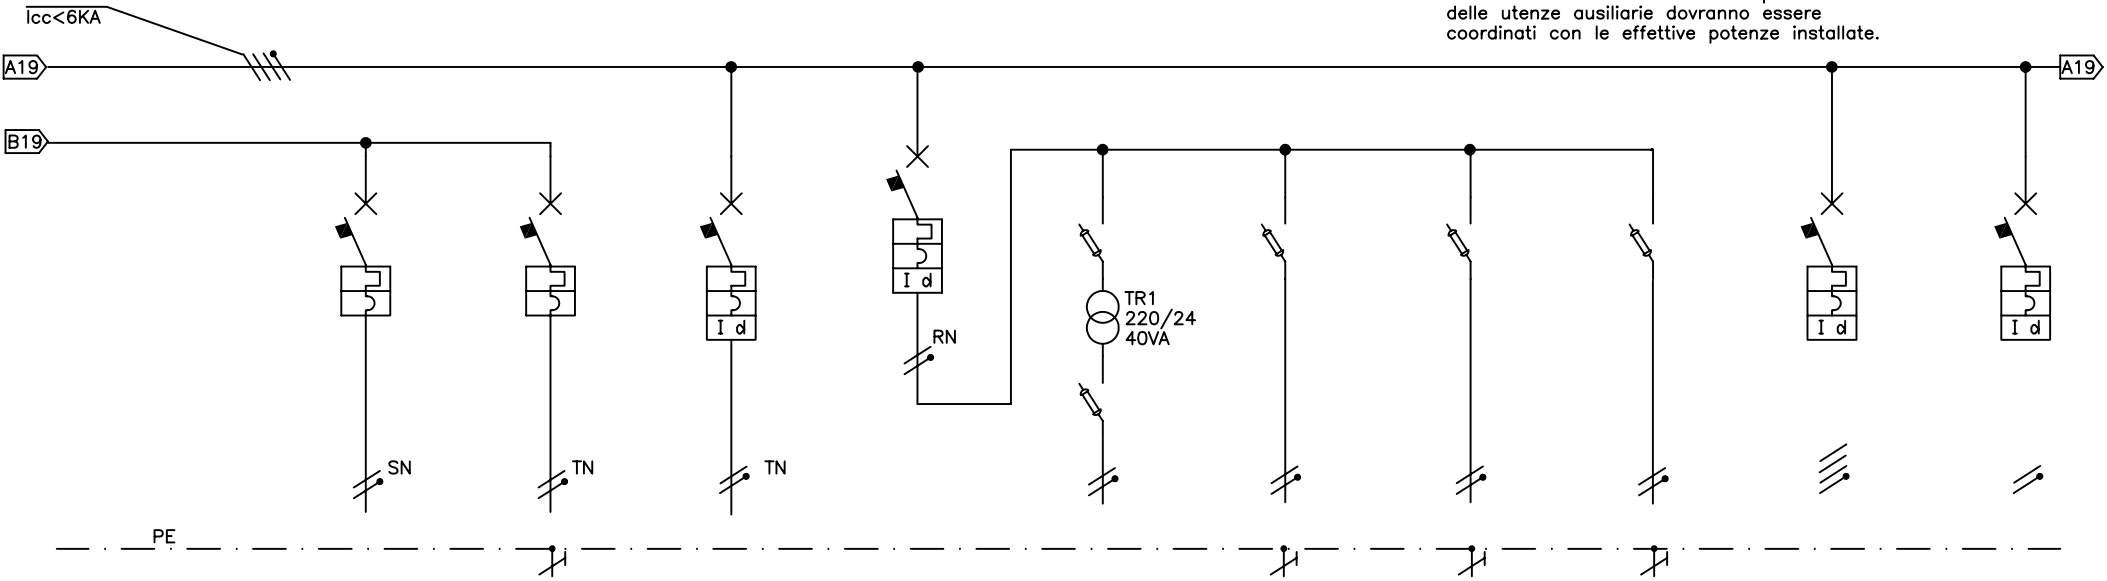 Icc<6KA
delle utenze ausiliarie dovranno essere
coordinati con le effettive potenze installate.
A19
A19
B19
I d
RN
TR1
220/24
40VA
I d
I d
I d
SN
TN
TN
PE